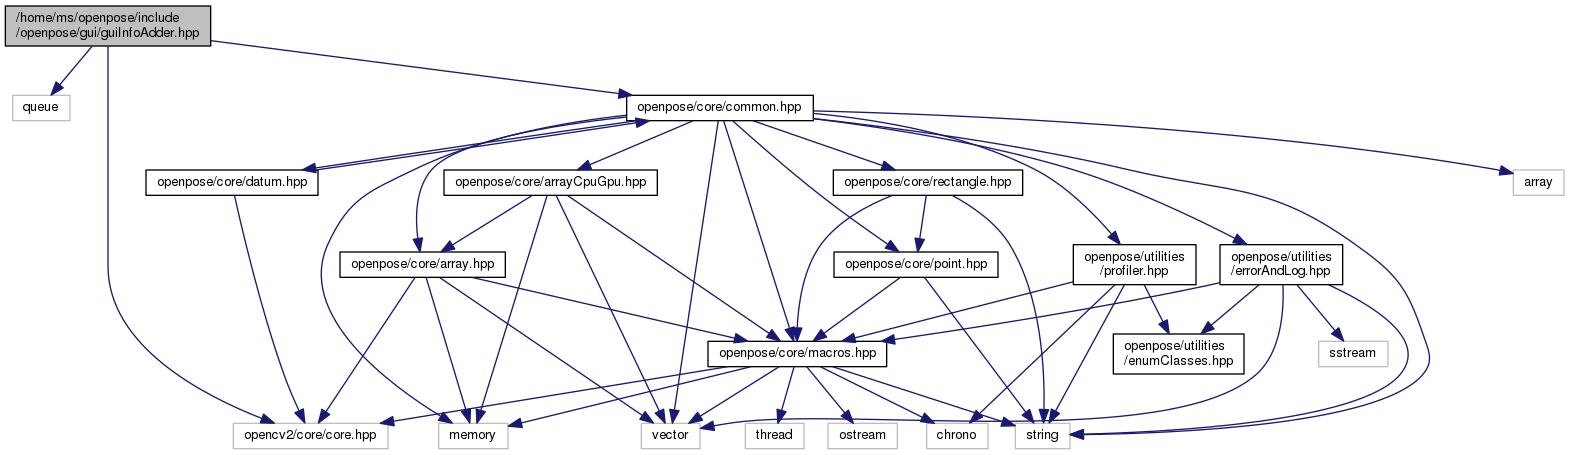 /home/ms/openpose/include
/openpose/gui/guiInfoAdder.hpp
queue
openpose/core/common.hpp
openpose/core/datum.hpp
openpose/core/arrayCpuGpu.hpp
openpose/core/rectangle.hpp
array
openpose/core/array.hpp
openpose/core/point.hpp
openpose/utilities
/profiler.hpp
openpose/utilities
/errorAndLog.hpp
openpose/core/macros.hpp
openpose/utilities
/enumClasses.hpp
sstream
opencv2/core/core.hpp
memory
vector
thread
ostream
chrono
string